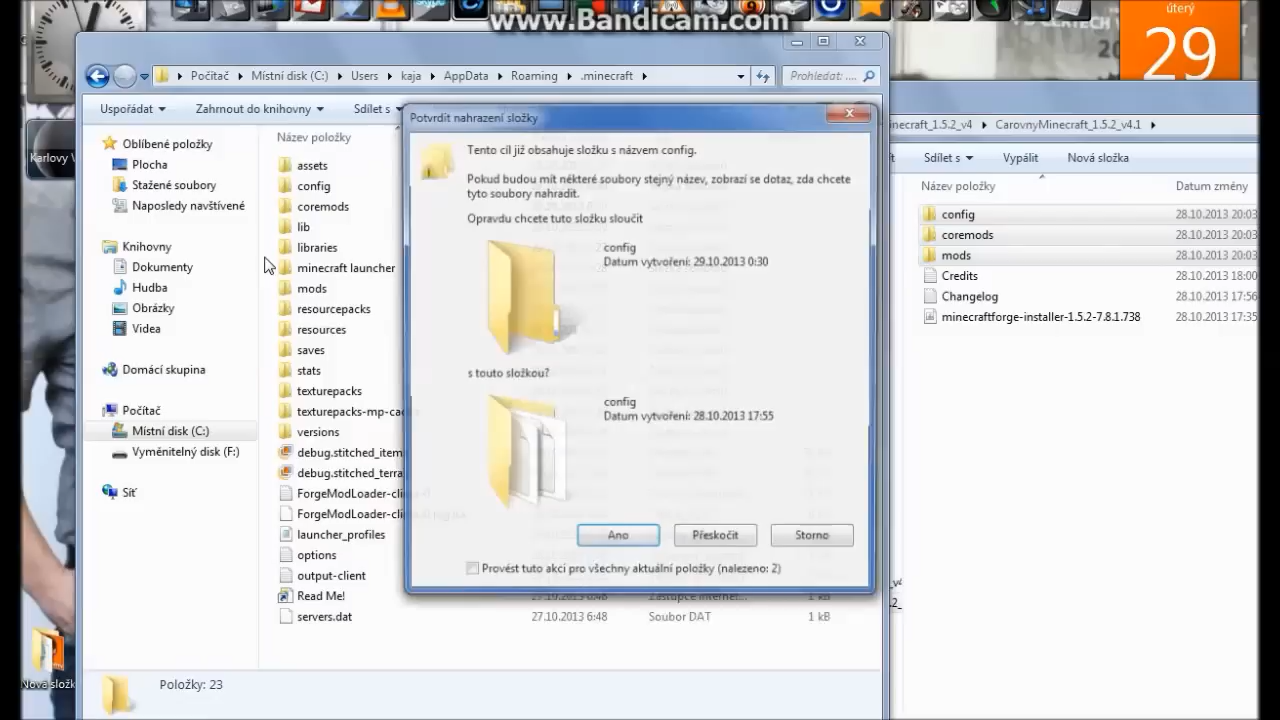 www.Bandicam.com
úterý
29
Karlovy V
Počítač
Místní disk (C:)
Users
kaja
AppData
Roaming
.minecraft
Prohledat: ....
Uspořádat
Zahrnout do knihovny
Sdílet s
Oblíbené položky
Plocha
Stažené soubory
Naposledy navštívené
Knihovny
Dokumenty
Hudba
Obrázky
Videa
Domácí skupina
Počítač
Místní disk (C:)
Vyměnitelný disk (F:)
Síť
Název položky
assets
config
coremods
lib
libraries
minecraft launcher
mods
resourcepacks
resources
saves
stats
texturepacks
texturepacks-mp-ca
versions
debug.stitched_item
debug.stitched_terra
ForgeModLoader-clie
ForgeModLoader-clie
launcher_profiles
options
output-client
Read Me!
27.10.2013 6:48
Zástupce Internet...
1 kB
servers.dat
27.10.2013 6:48
Soubor DAT
1 kB
Položky: 23
Potvrdit nahrazení složky
Tento cíl již obsahuje složku s názvem config.
Pokud budou mít některé soubory stejný název, zobrazí se dotaz, zda chcete
tyto soubory nahradit.
Opravdu chcete tuto složku sloučit
config
Datum vytvoření: 29.10.2013 0:30
s touto složkou?
config
Datum vytvoření: 28.10.2013 17:55
Ano
Přeskočit
Storno
Provést tuto akci pro všechny aktuální položky (nalezeno: 2)
inecraft_1.5.2_v4
CarovnyMinecraft_1.5.2_v4.1
Sdílet s
Vypálit
Nová složka
Název položky
Datum změny
config
28.10.2013 20:03
coremods
28.10.2013 20:03
mods
28.10.2013 20:03
Credits
28.10.2013 18:00
Changelog
28.10.2013 17:56
minecraftforge-installer-1.5.2-7.8.1.738
28.10.2013 17:35
Nová složk